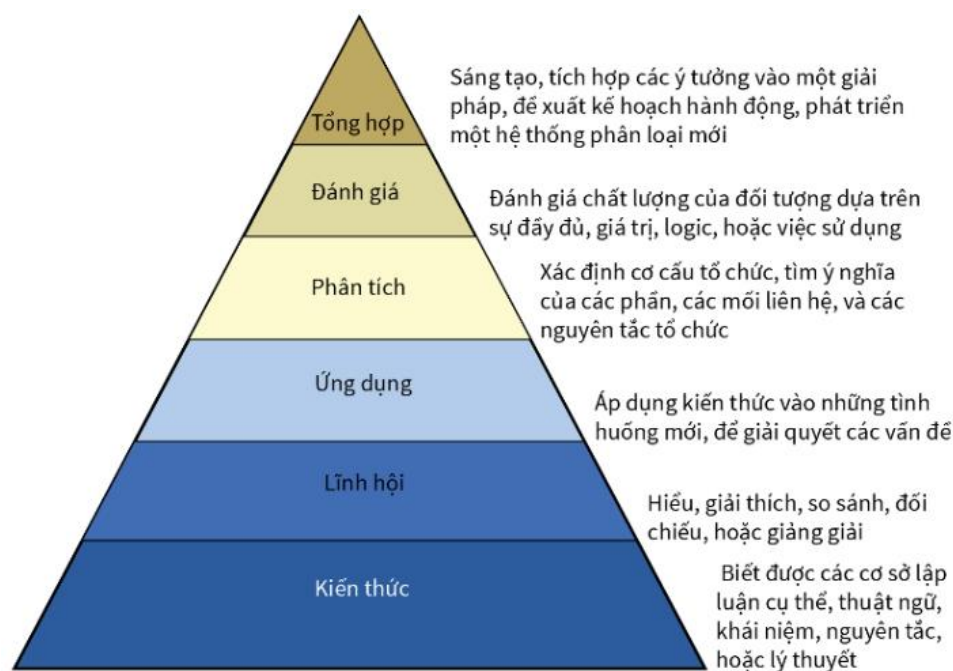 Tổng hợp
Sáng tạo, tích hợp các ý tưởng vào một giải
pháp, đề xuất kế hoạch hành động, phát triển
một hệ thống phân loại mới
Đánh giá
Đánh giá chất lượng của đối tượng dựa trên
sự đầy đủ, giá trị, logic, hoặc việc sử dụng
Phân tích
Xác định cơ cấu tổ chức, tìm ý nghĩa
của các phần, các mối liên hệ, và các
nguyên tắc tổ chức
Ứng dụng
Áp dụng kiến thức vào những tình
huống mới, để giải quyết các vấn đề
Lĩnh hội
Hiểu, giải thích, so sánh, đối
chiếu, hoặc giảng giải
Kiến thức
Biết được các cơ sở lập
luận cụ thể, thuật ngữ,
khái niệm, nguyên tắc,
hoặc lý thuyết